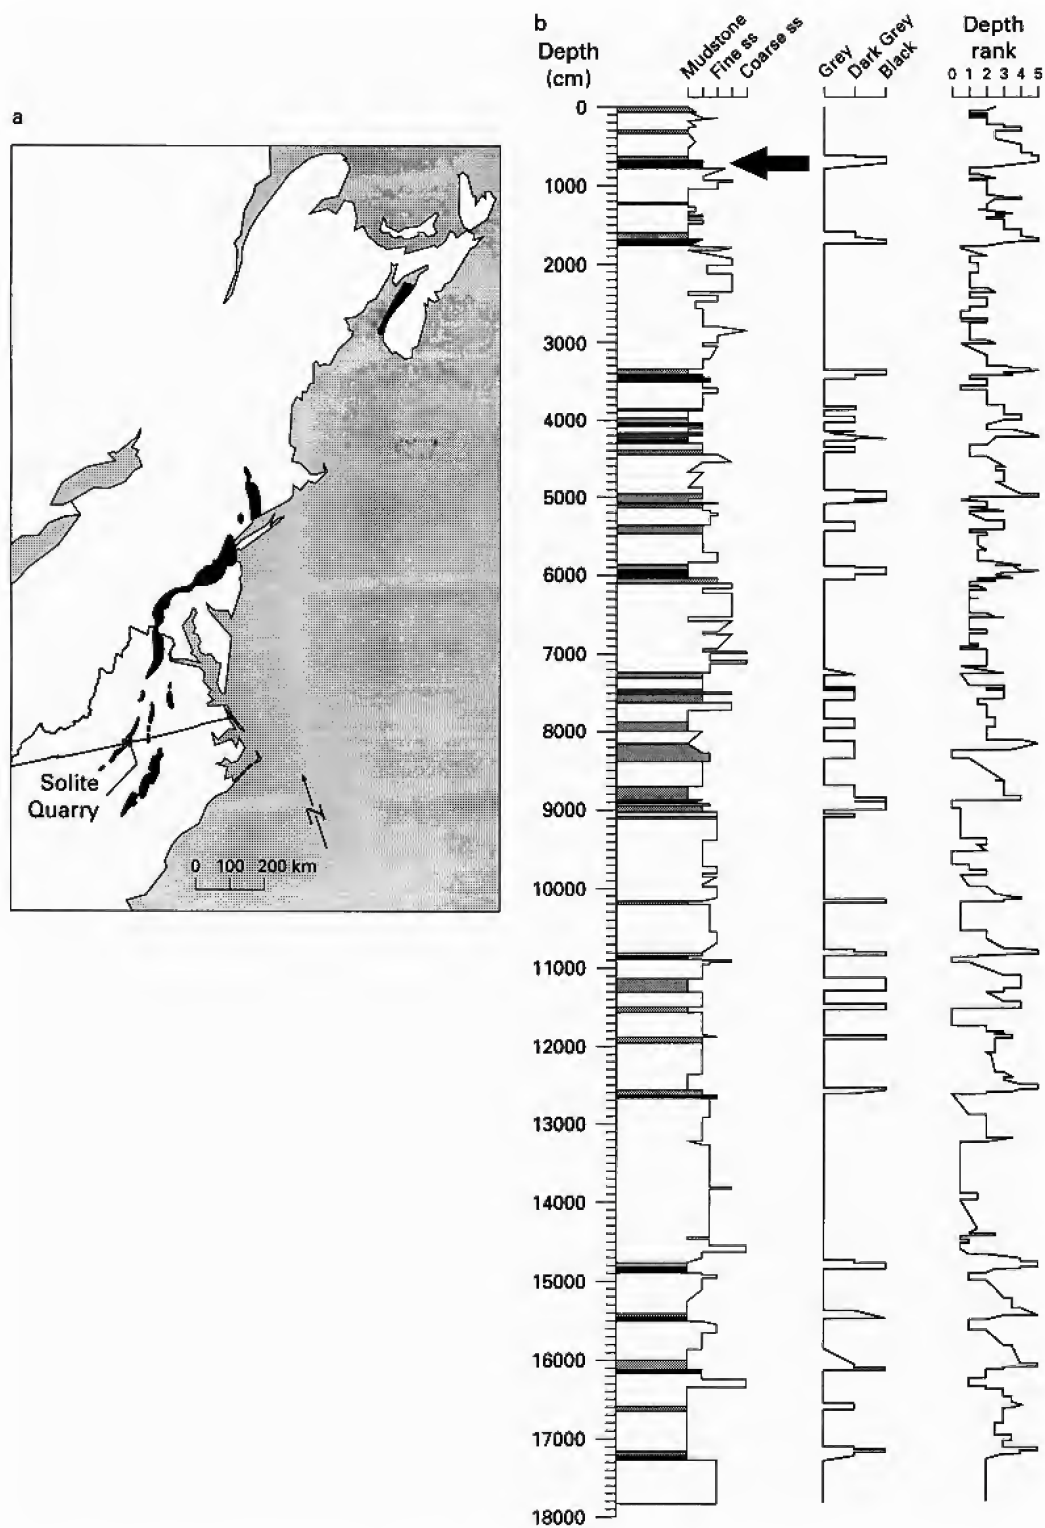 a
Solite
Quarry
N
0 100 200 km
b
Depth
(cm)
Mudstone
Fine ss
Coarse ss
Grey
Dark Grey
Black
Depth
rank
0 1 2 3 4 5
0
1000
2000
3000
4000
5000
6000
7000
8000
9000
10000
11000
12000
13000
14000
15000
16000
17000
18000